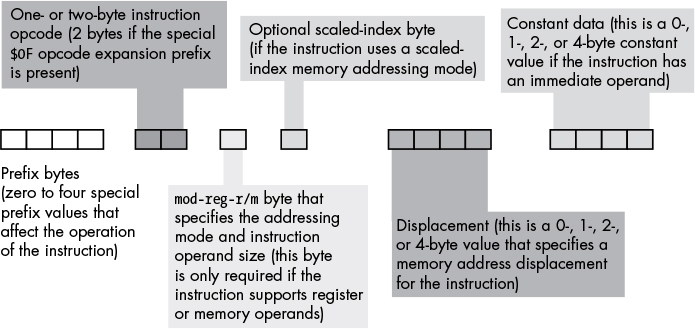 One- or two-byte instruction
opcode (2 bytes if the special
$0F opcode expansion prefix
is present)
Optional scaled-index byte
(if the instruction uses a scaled-
index memory addressing mode)
Constant data (this is a 0-,
1-, 2-, or 4-byte constant
value if the instruction has
an immediate operand)
Prefix bytes
(zero to four special
prefix values that
affect the operation
of the instruction)
mod-reg-r/m byte that
specifies the addressing
mode and instruction
operand size (this byte
is only required if the
instruction supports register
or memory operands)
Displacement (this is a 0-, 1-, 2-,
or 4-byte value that specifies a
memory address displacement
for the instruction)